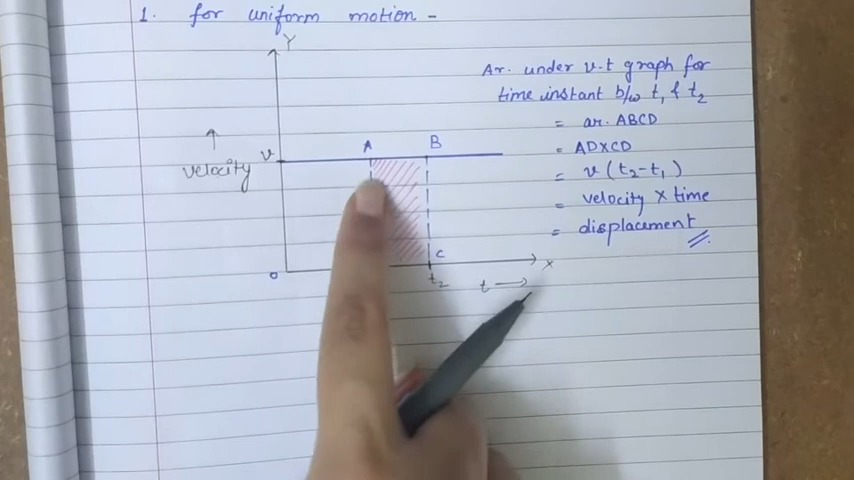 1. for uniform motion -
Y
Ar. under v-t graph for
time instant b/w t₁ & t₂
= ar. ABCD
= AD×CD
= v (t₂-t₁)
= velocity × time
= displacement
A
B
v
velocity
C
o
x
t₂
t